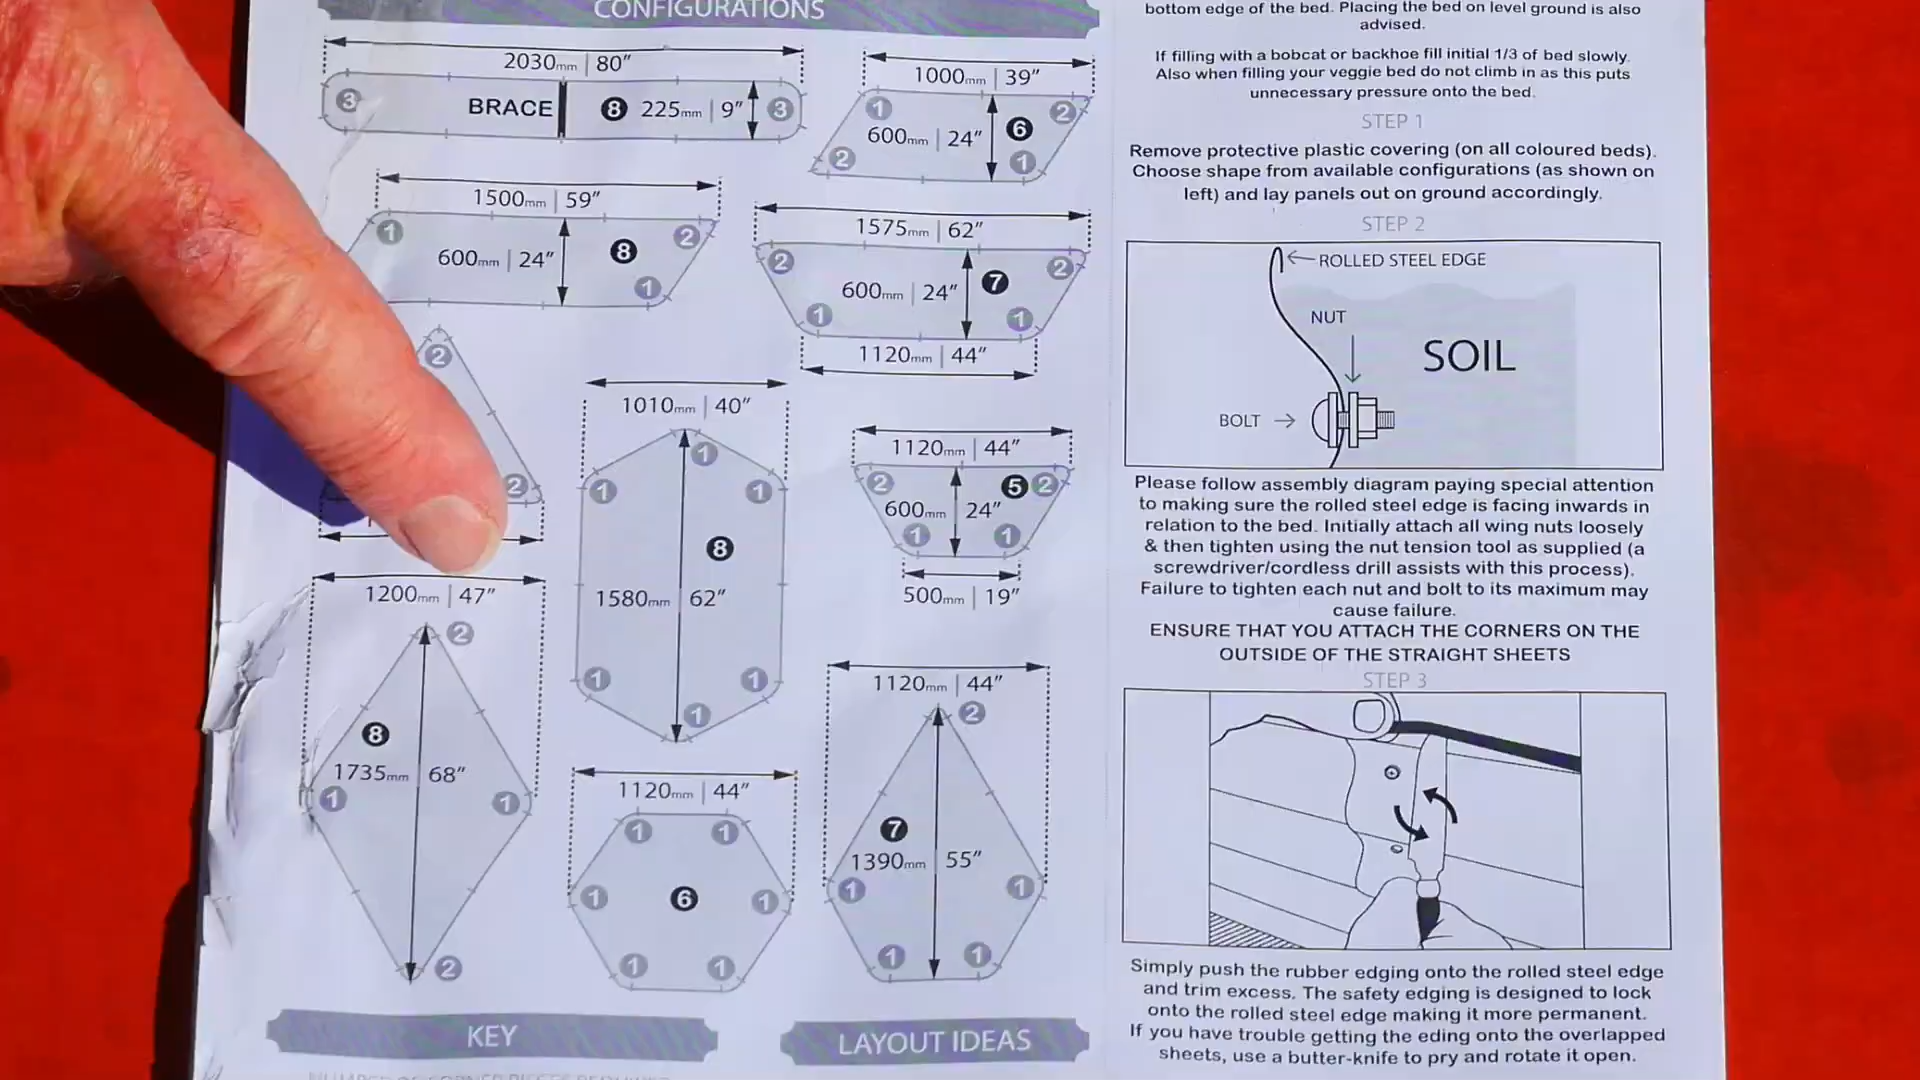 CONFIGURATIONS
2030mm | 80"
3
BRACE
8
225mm | 9"
3
1000mm | 39"
1
2
600mm | 24"
6
2
1
1500mm | 59"
1
2
600mm | 24"
8
1
1575mm | 62"
2
2
600mm | 24"
7
1
1
1120mm | 44"
2
2
1010mm | 40"
1
1
1
8
1580mm | 62"
1
1
1
1120mm | 44"
2
5
2
600mm | 24"
1
1
500mm | 19"
1200mm | 47"
2
8
1735mm | 68"
1
1
2
1120mm | 44"
1
1
1
6
1
1
1
1120mm | 44"
2
7
1390mm | 55"
1
1
1
1
KEY
LAYOUT IDEAS
bottom edge of the bed. Placing the bed on level ground is also
advised.
If filling with a bobcat or backhoe fill initial 1/3 of bed slowly.
Also when filling your veggie bed do not climb in as this puts
unnecessary pressure onto the bed.
STEP 1
Remove protective plastic covering (on all coloured beds).
Choose shape from available configurations (as shown on
left) and lay panels out on ground accordingly.
STEP 2
ROLLED STEEL EDGE
NUT
SOIL
BOLT
Please follow assembly diagram paying special attention
to making sure the rolled steel edge is facing inwards in
relation to the bed. Initially attach all wing nuts loosely
& then tighten using the nut tension tool as supplied (a
screwdriver/cordless drill assists with this process).
Failure to tighten each nut and bolt to its maximum may
cause failure.
ENSURE THAT YOU ATTACH THE CORNERS ON THE
OUTSIDE OF THE STRAIGHT SHEETS
STEP 3
Simply push the rubber edging onto the rolled steel edge
and trim excess. The safety edging is designed to lock
onto the rolled steel edge making it more permanent.
If you have trouble getting the eding onto the overlapped
sheets, use a butter-knife to pry and rotate it open.